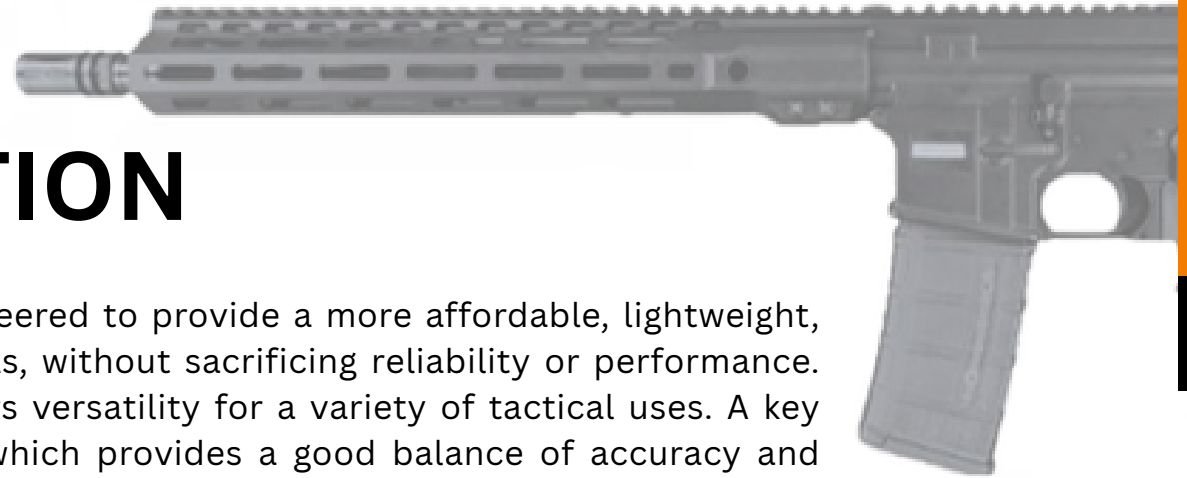 TION
eered to provide a more affordable, lightweight,
s, without sacrificing reliability or performance.
s versatility for a variety of tactical uses. A key
which provides a good balance of accuracy and